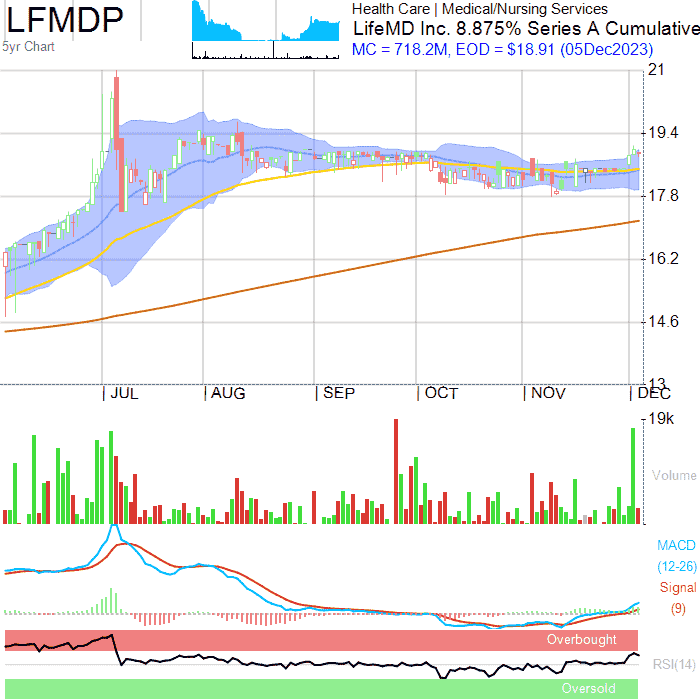 LFMDP
5yr Chart
Health Care | Medical/Nursing Services
LifeMD Inc. 8.875% Series A Cumulative
MC = 718.2M, EOD = $18.91 (05Dec2023)
21
19.4
17.8
16.2
14.6
13
JUL AUG SEP OCT NOV DEC
19k
Volume
MACD
(12-26)
Signal
(9)
Overbought
RSI(14)
Oversold